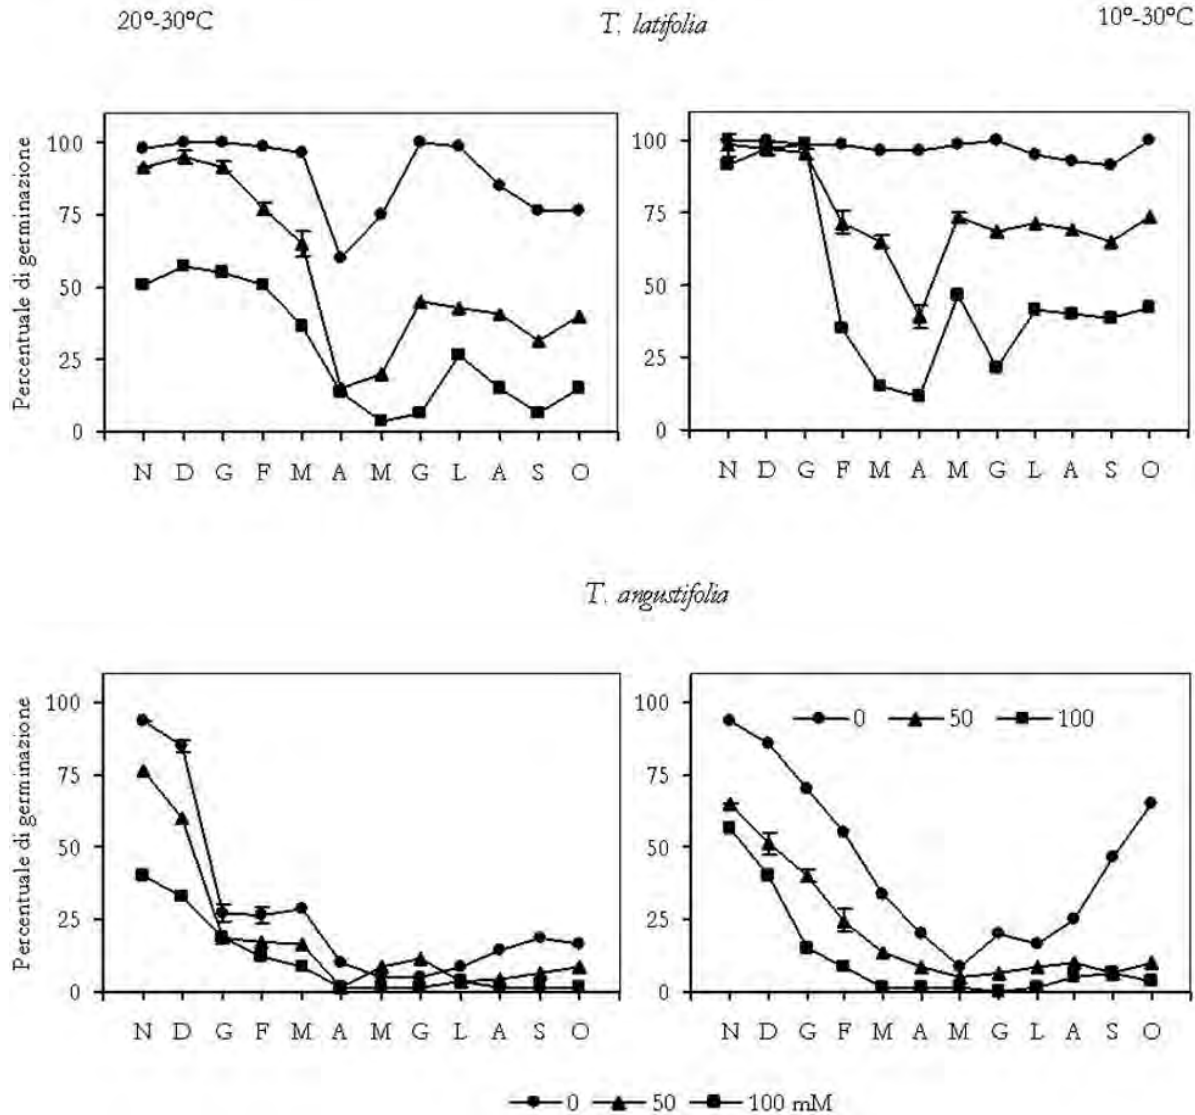 20°-30°C T. latifolia 10°-30°C
Percentuale di germinazione
100 100
75 75
50 50
25 25
0 0
N D G F M A M G L A S O N D G F M A M G L A S O
T. angustifolia
Percentuale di germinazione
100 100 0 50 100
75 75
50 50
25 25
0 0
N D G F M A M G L A S O N D G F M A M G L A S O
0 50 100 mM